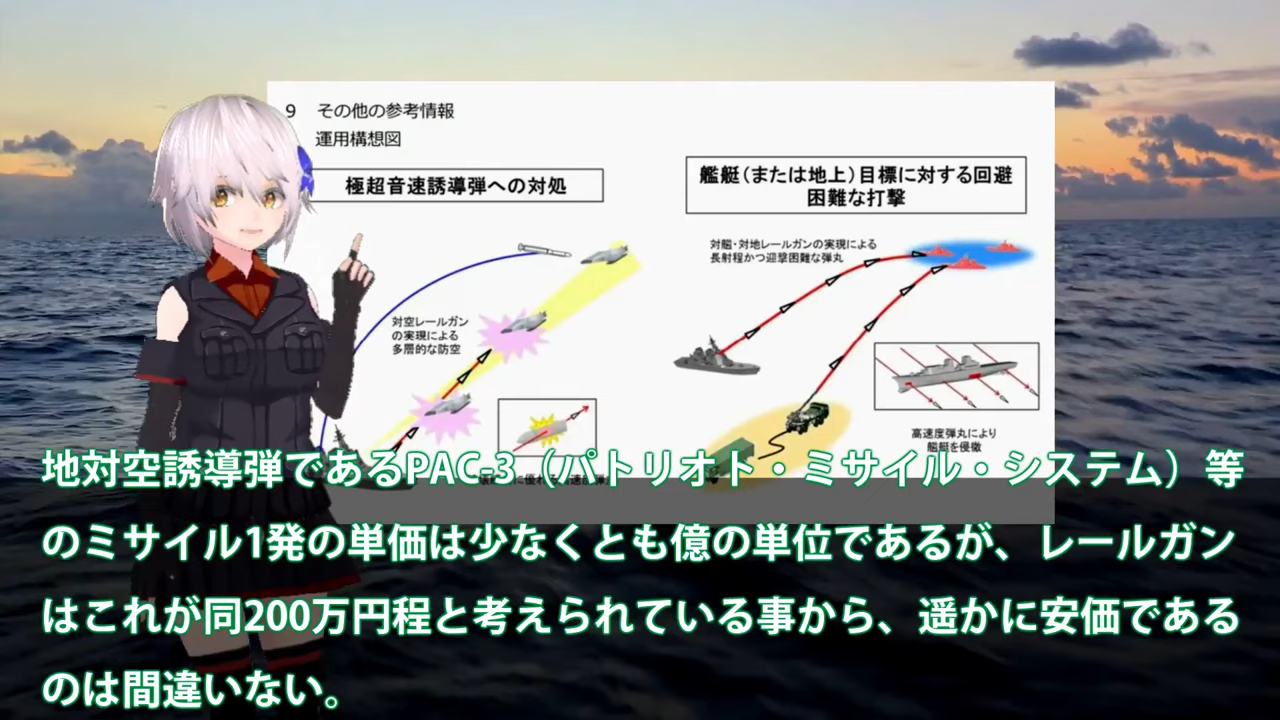 9 その他の参考情報
運用構想図
極超音速誘導弾への対処
艦艇（または地上）目標に対する回避
困難な打撃
対空レールガン
の実現による
多層的な防空
対艦・対地レールガンの実現による
長射程かつ迎撃困難な弾丸
高速度弾丸により
艦艇を侵徹
地対空誘導弾であるPAC-3（パトリオト・ミサイル・システム）等
のミサイル1発の単価は少なくとも億の単位であるが、レールガン
はこれが同200万円程と考えられている事から、遥かに安価である
のは間違いない。